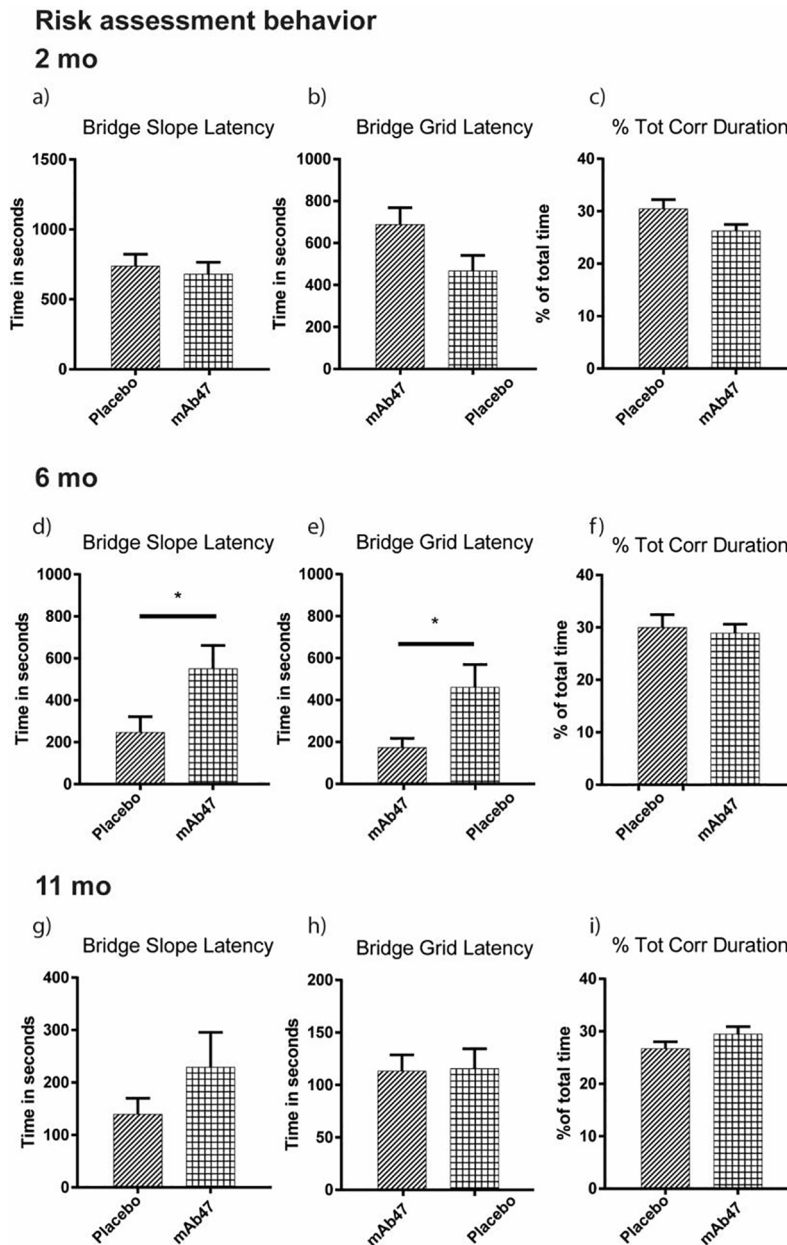 Risk assessment behavior
2 mo
a)
Bridge Slope Latency
Time in seconds
1500
1000
500
0
Placebo
mAb47
b)
Bridge Grid Latency
Time in seconds
1000
800
600
400
200
0
mAb47
Placebo
c)
% Tot Corr Duration
% of total time
40
30
20
10
0
Placebo
mAb47
6 mo
d)
Bridge Slope Latency
Time in seconds
1000
800
600
400
200
0
*
Placebo
mAb47
e)
Bridge Grid Latency
Time in seconds
1000
800
600
400
200
0
*
mAb47
Placebo
f)
% Tot Corr Duration
% of total time
40
30
20
10
0
Placebo
mAb47
11 mo
g)
Bridge Slope Latency
Time in seconds
400
300
200
100
0
Placebo
mAb47
h)
Bridge Grid Latency
Time in seconds
200
150
100
50
0
mAb47
Placebo
i)
% Tot Corr Duration
%of total time
40
30
20
10
0
Placebo
mAb47